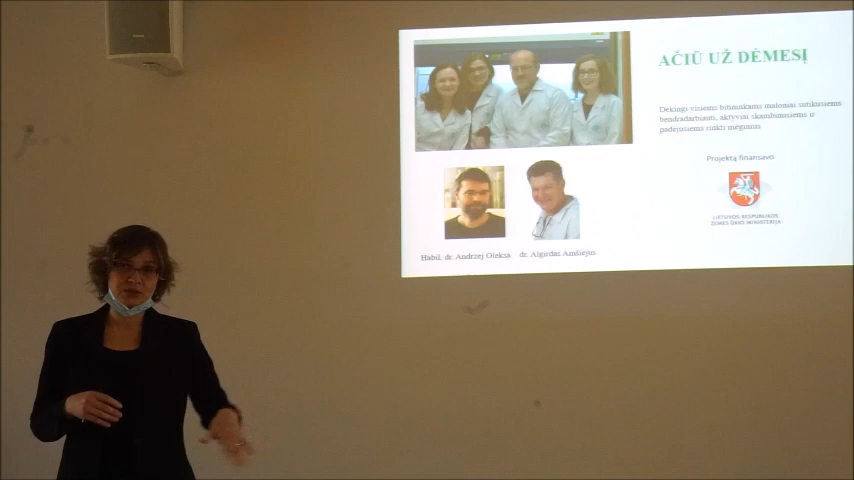 AČIŪ UŽ DĖMESĮ
Dėkingi visiems bitininkams maloniai sutikusiems
bendradarbiauti, aktyviai skambinusiems ir
padėjusiems rinkti mėginius
Projektą finansavo
LIETUVOS RESPUBLIKOS
ŽEMĖS ŪKIO MINISTERIJA
Habil. dr. Andrzej Oleksa dr. Algirdas Amšiejus